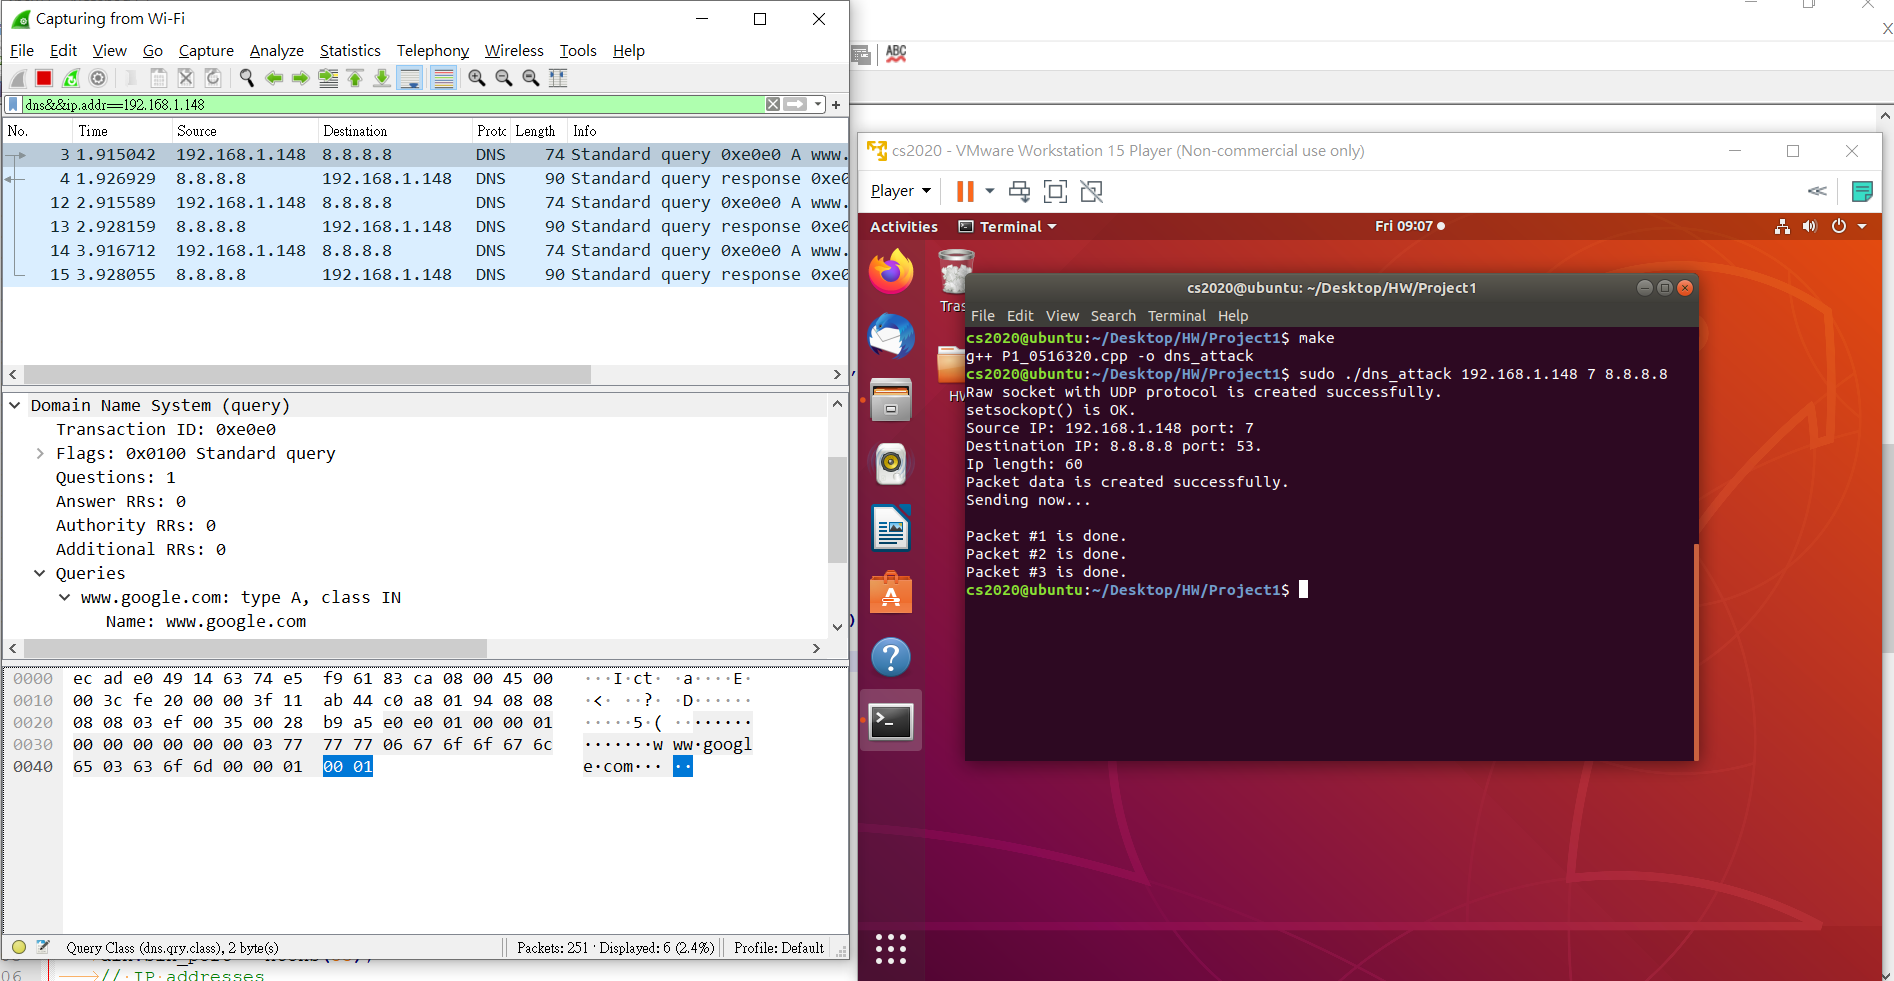 Capturing from Wi-Fi
File Edit View Go Capture Analyze Statistics Telephony Wireless Tools Help
dns&&ip.addr==192.168.1.148
No. Time Source Destination Protc Length Info
3 1.915042 192.168.1.148 8.8.8.8 DNS 74 Standard query 0xe0e0 A www.
4 1.926929 8.8.8.8 192.168.1.148 DNS 90 Standard query response 0xe0
12 2.915589 192.168.1.148 8.8.8.8 DNS 74 Standard query 0xe0e0 A www.
13 2.928159 8.8.8.8 192.168.1.148 DNS 90 Standard query response 0xe0
14 3.916712 192.168.1.148 8.8.8.8 DNS 74 Standard query 0xe0e0 A www.
15 3.928055 8.8.8.8 192.168.1.148 DNS 90 Standard query response 0xe0
Domain Name System (query)
Transaction ID: 0xe0e0
Flags: 0x0100 Standard query
Questions: 1
Answer RRs: 0
Authority RRs: 0
Additional RRs: 0
Queries
www.google.com: type A, class IN
Name: www.google.com
0000 ec ad e0 49 14 63 74 e5 f9 61 83 ca 08 00 45 00 ···I·ct· ·a····E·
0010 00 3c fe 20 00 00 3f 11 ab 44 c0 a8 01 94 08 08 ·<· ··?· ·D······
0020 08 08 03 ef 00 35 00 28 b9 a5 e0 e0 01 00 00 01 ·····5·( ········
0030 00 00 00 00 00 00 03 77 77 77 06 67 6f 6f 67 6c ·······w ww·googl
0040 65 03 63 6f 6d 00 00 01 00 01 e·com··· ··
Query Class (dns.qry.class), 2 byte(s) Packets: 251 · Displayed: 6 (2.4%) Profile: Default
06 // IP addresses
ABC
X
cs2020 - VMware Workstation 15 Player (Non-commercial use only)
Player
Activities Terminal Fri 09:07
Tras
HW
cs2020@ubuntu: ~/Desktop/HW/Project1
File Edit View Search Terminal Help
cs2020@ubuntu:~/Desktop/HW/Project1$ make
g++ P1_0516320.cpp -o dns_attack
cs2020@ubuntu:~/Desktop/HW/Project1$ sudo ./dns_attack 192.168.1.148 7 8.8.8.8
Raw socket with UDP protocol is created successfully.
setsockopt() is OK.
Source IP: 192.168.1.148 port: 7
Destination IP: 8.8.8.8 port: 53.
Ip length: 60
Packet data is created successfully.
Sending now...
Packet #1 is done.
Packet #2 is done.
Packet #3 is done.
cs2020@ubuntu:~/Desktop/HW/Project1$